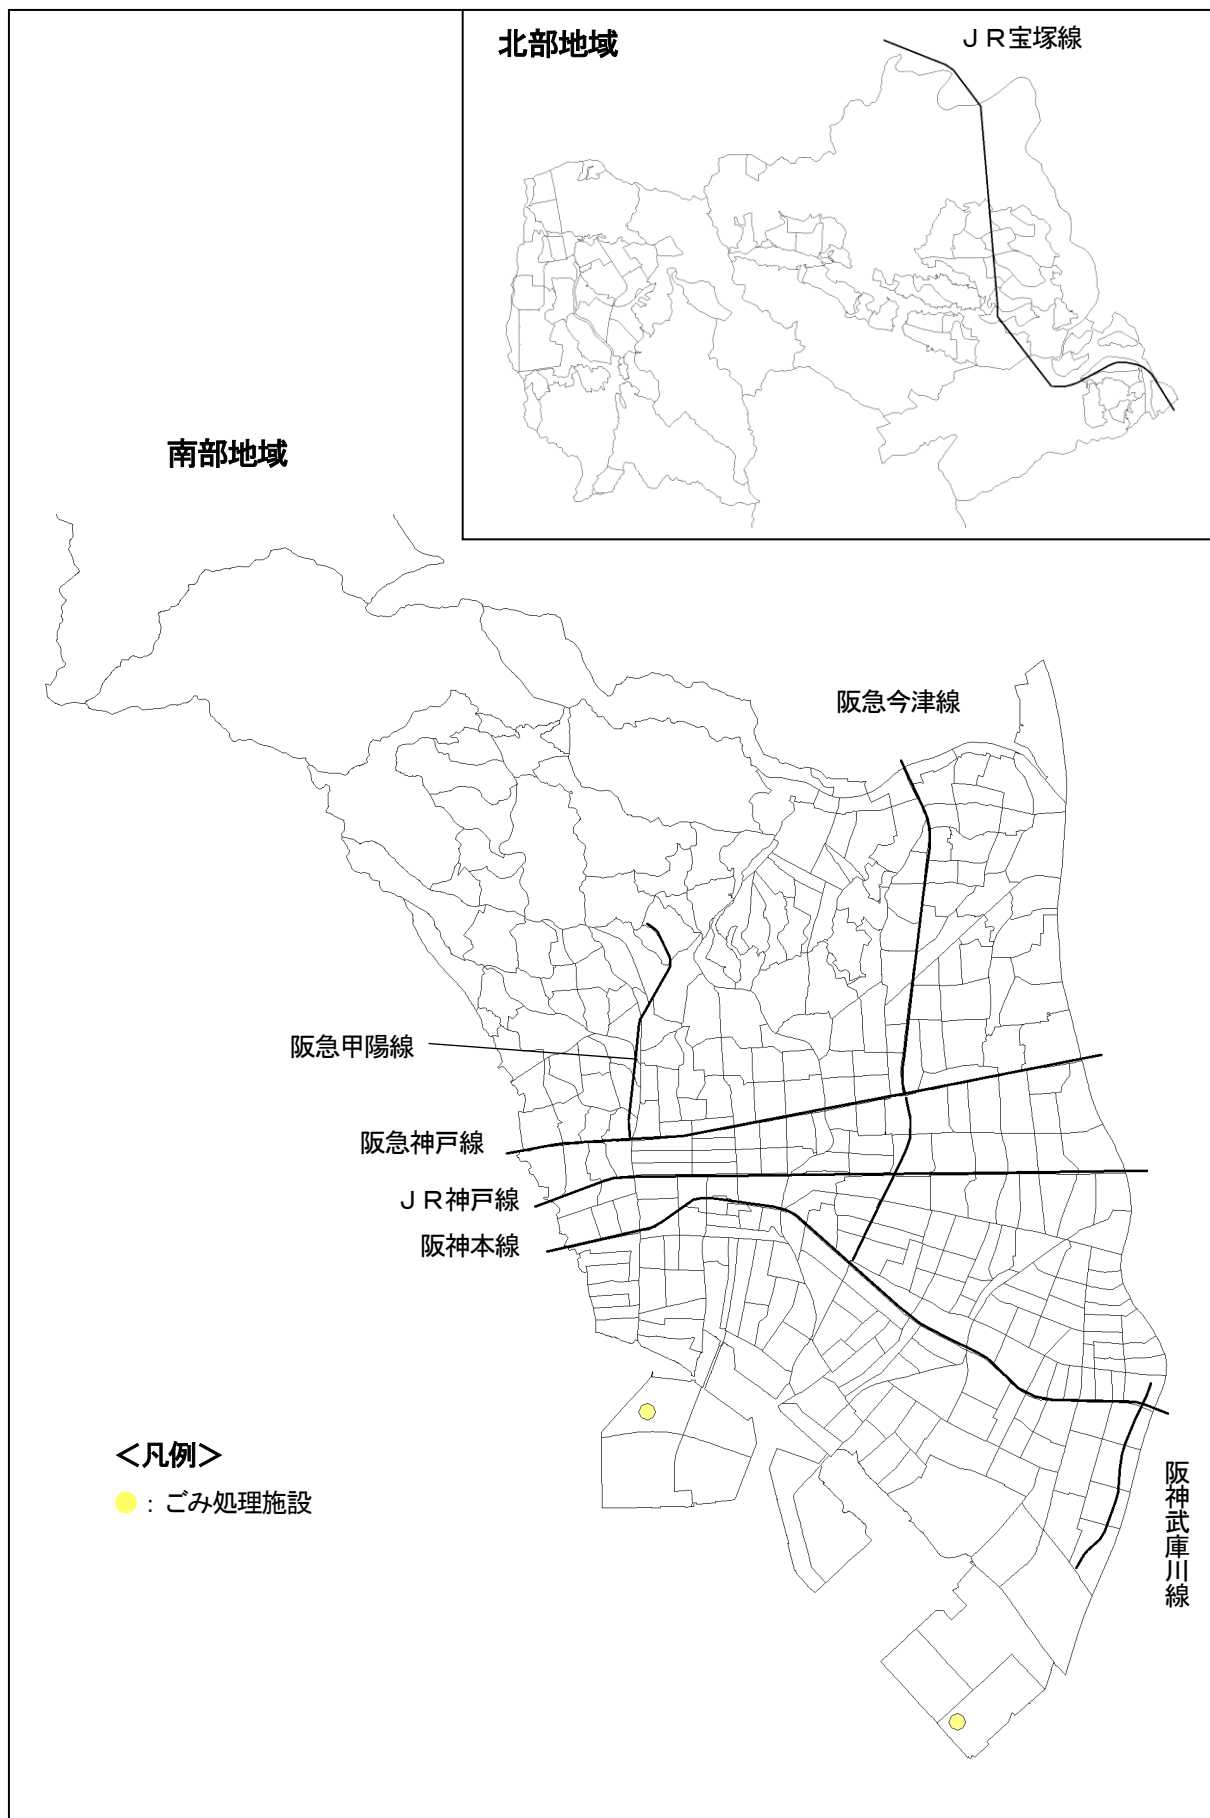 北部地域
ＪＲ宝塚線
南部地域
阪急今津線
阪急甲陽線
阪急神戸線
ＪＲ神戸線
阪神本線
＜凡例＞
：ごみ処理施設
阪神武庫川線